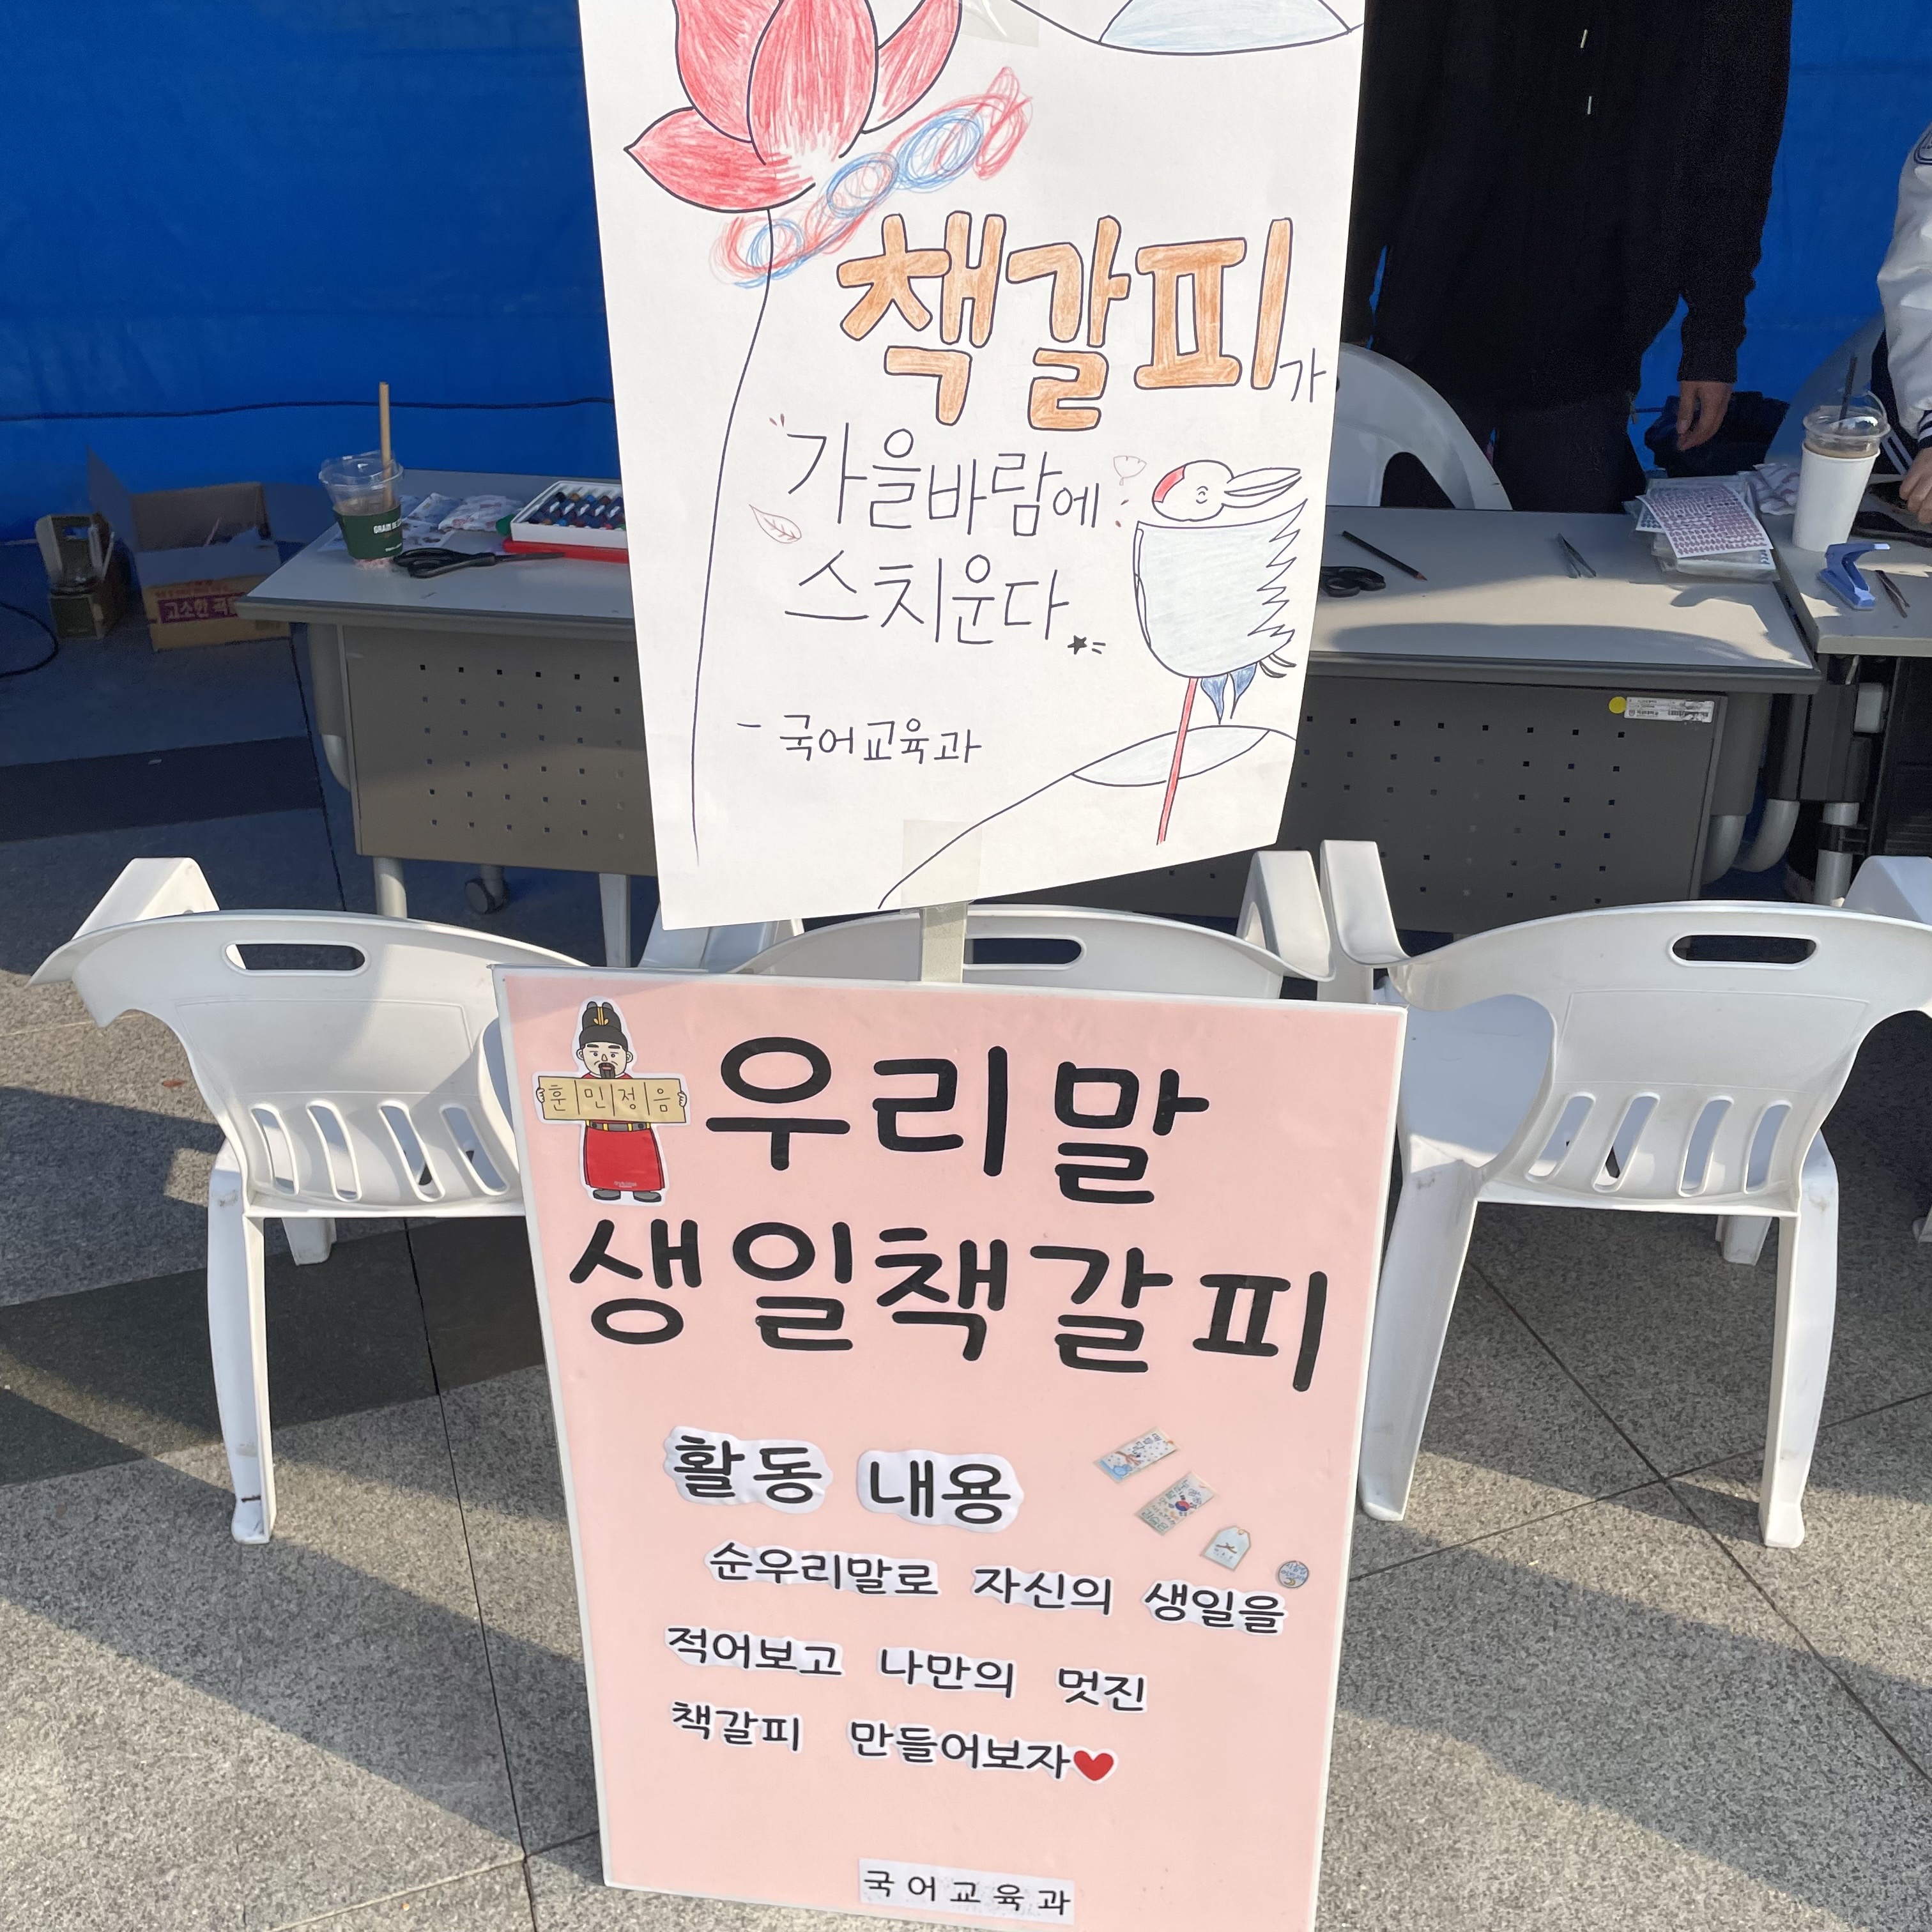 책갈피가
가을바람에
스치운다
- 국어교육과
고소한
훈민정음
우리말
생일책갈피
활동 내용
순우리말로 자신의 생일을
적어보고 나만의 멋진
책갈피 만들어보자♥
국어교육과